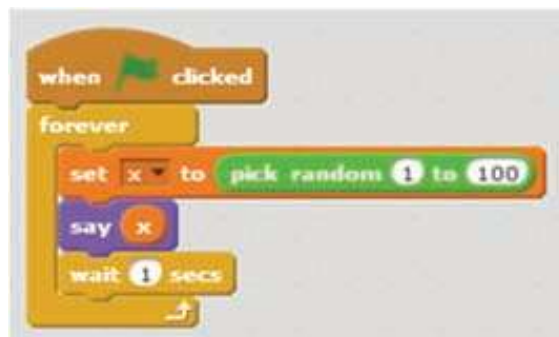 when clicked
forever
set x to pick random 1 to 100
say x
wait 1 secs